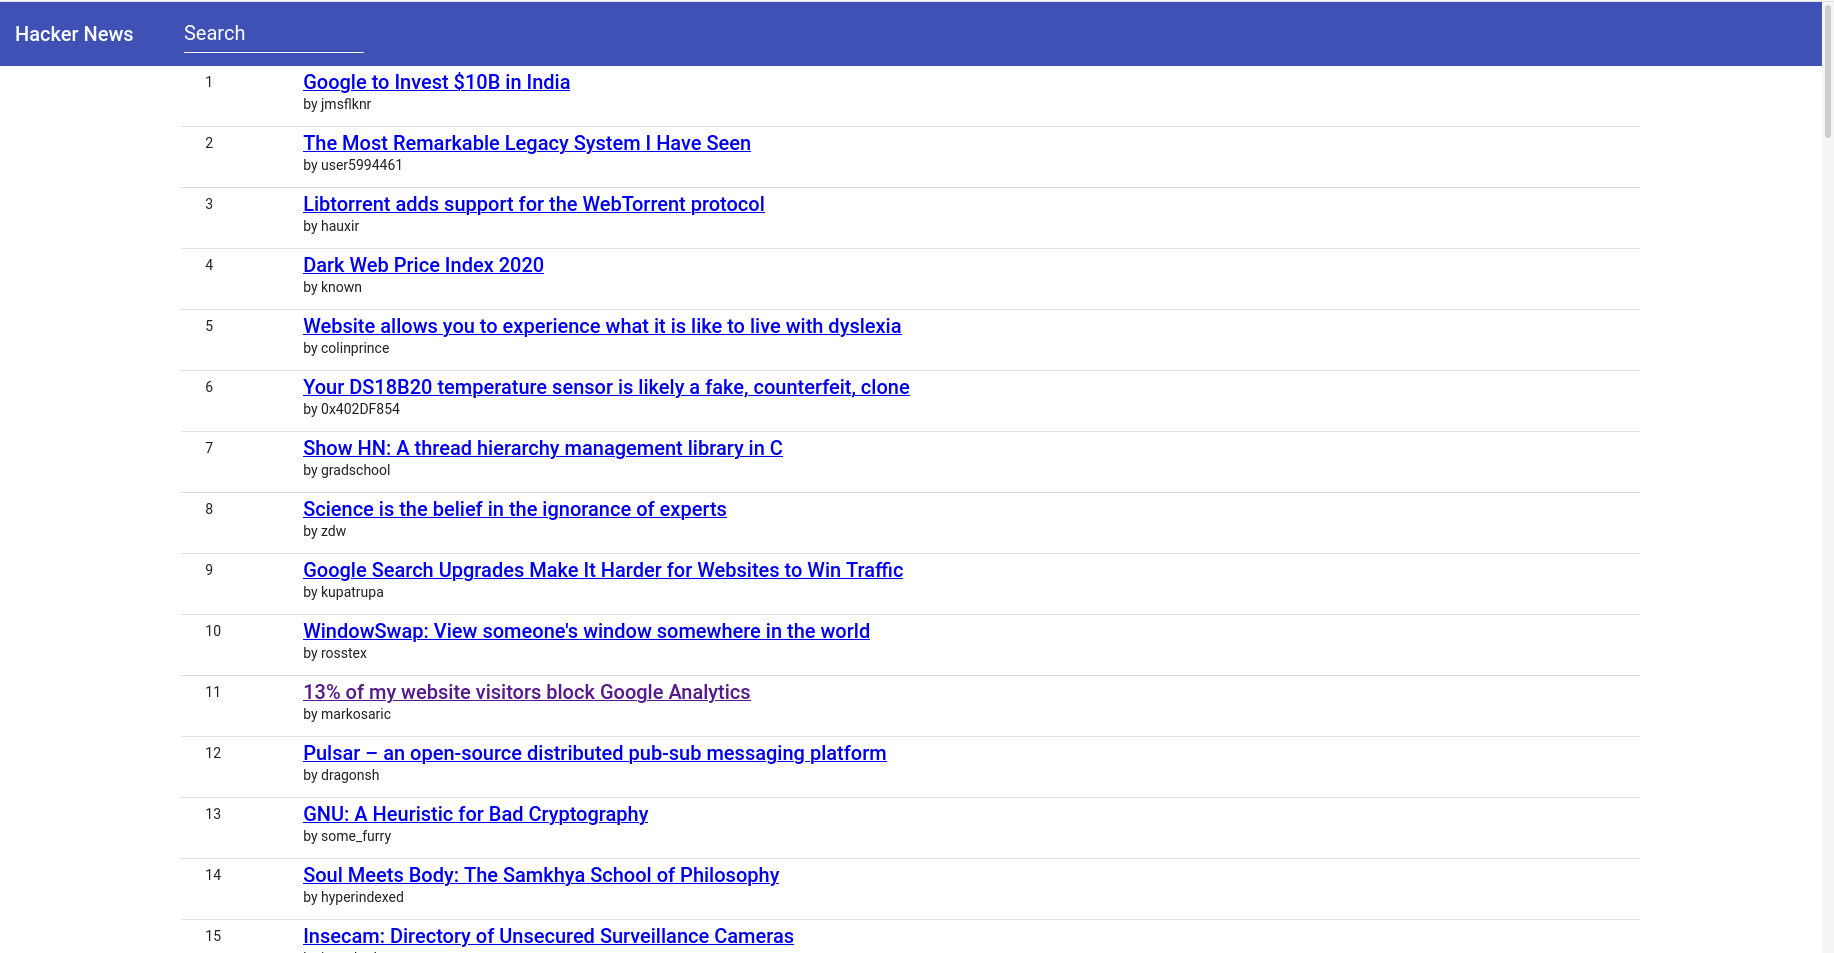 Hacker News
Search
1
Google to Invest $10B in India
by jmsflknr
2
The Most Remarkable Legacy System I Have Seen
by user5994461
3
Libtorrent adds support for the WebTorrent protocol
by hauxir
4
Dark Web Price Index 2020
by known
5
Website allows you to experience what it is like to live with dyslexia
by colinprince
6
Your DS18B20 temperature sensor is likely a fake, counterfeit, clone
by 0x402DF854
7
Show HN: A thread hierarchy management library in C
by gradschool
8
Science is the belief in the ignorance of experts
by zdw
9
Google Search Upgrades Make It Harder for Websites to Win Traffic
by kupatrupa
10
WindowSwap: View someone's window somewhere in the world
by rosstex
11
13% of my website visitors block Google Analytics
by markosaric
12
Pulsar – an open-source distributed pub-sub messaging platform
by dragonsh
13
GNU: A Heuristic for Bad Cryptography
by some_furry
14
Soul Meets Body: The Samkhya School of Philosophy
by hyperindexed
15
Insecam: Directory of Unsecured Surveillance Cameras